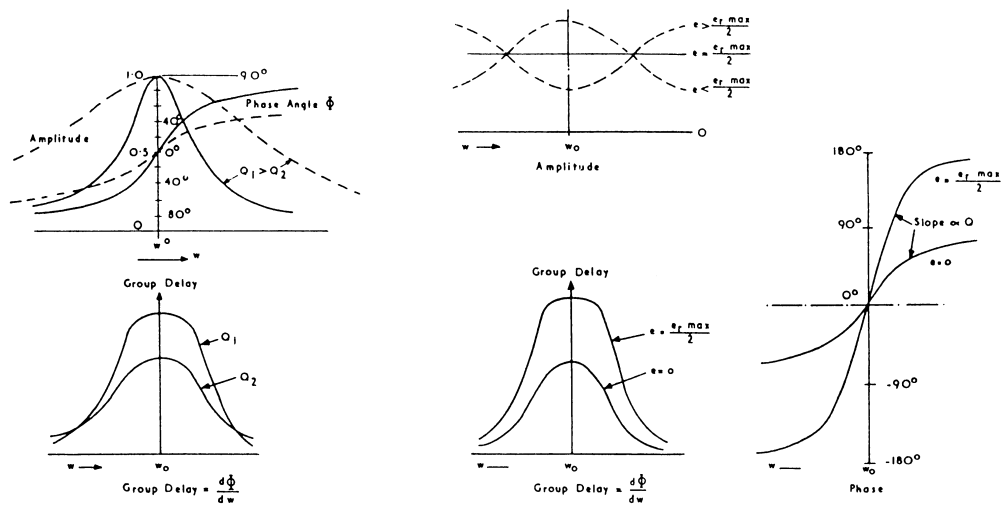 1.0
90°
Phase Angle Φ
40°
Amplitude
0.5
0°
Q₁ > Q₂
40°
80°
0
w°
w
Group Delay
Q₁
Q₂
w
w₀
Group Delay = dΦ/dw
e > eᵣ max/2
e = eᵣ max/2
e < eᵣ max/2
0
w
w₀
Amplitude
Group Delay
e = eᵣ max/2
e=0
w
w₀
Group Delay = dΦ/dw
180°
e = eᵣ max/2
90°
Slope ∝ Q
e=0
0°
-90°
-180°
w
w₀
Phase